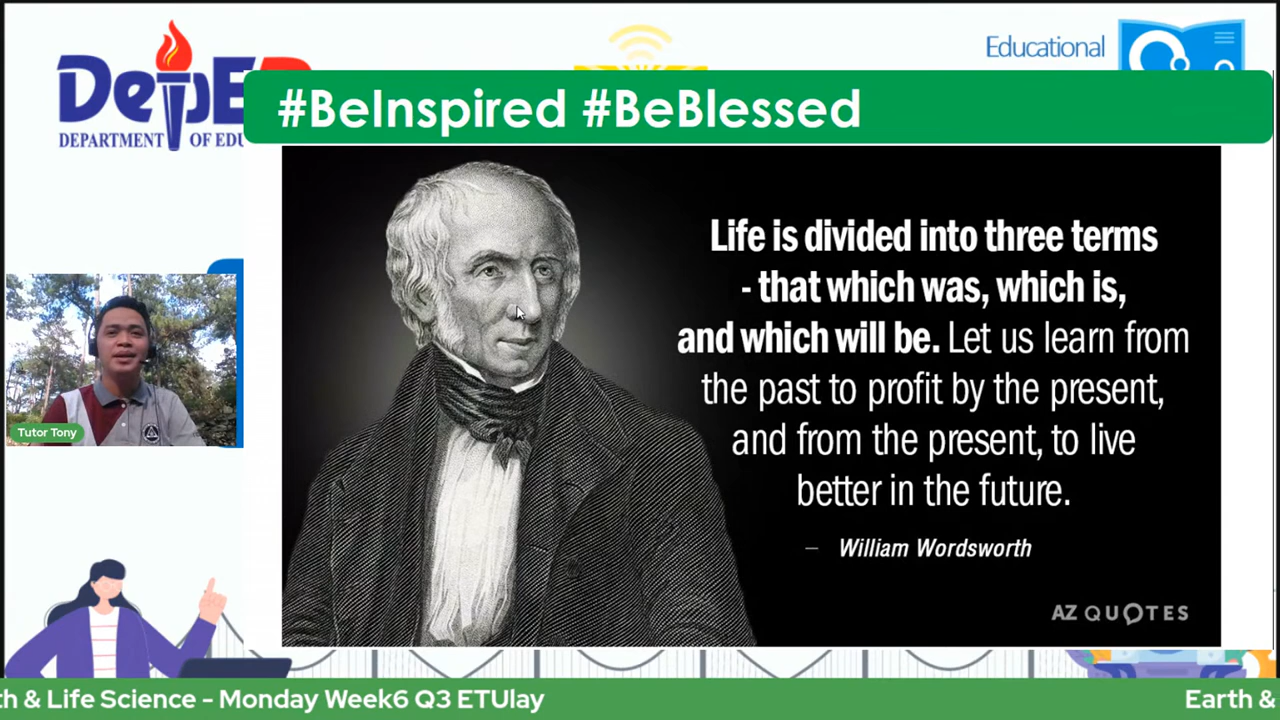 DepED
DEPARTMENT OF EDU
Educational
#BeInspired #BeBlessed
Life is divided into three terms
- that which was, which is,
and which will be. Let us learn from
the past to profit by the present,
and from the present, to live
better in the future.
– William Wordsworth
AZ QUOTES
Tutor Tony
th & Life Science - Monday Week6 Q3 ETUlay
Earth &